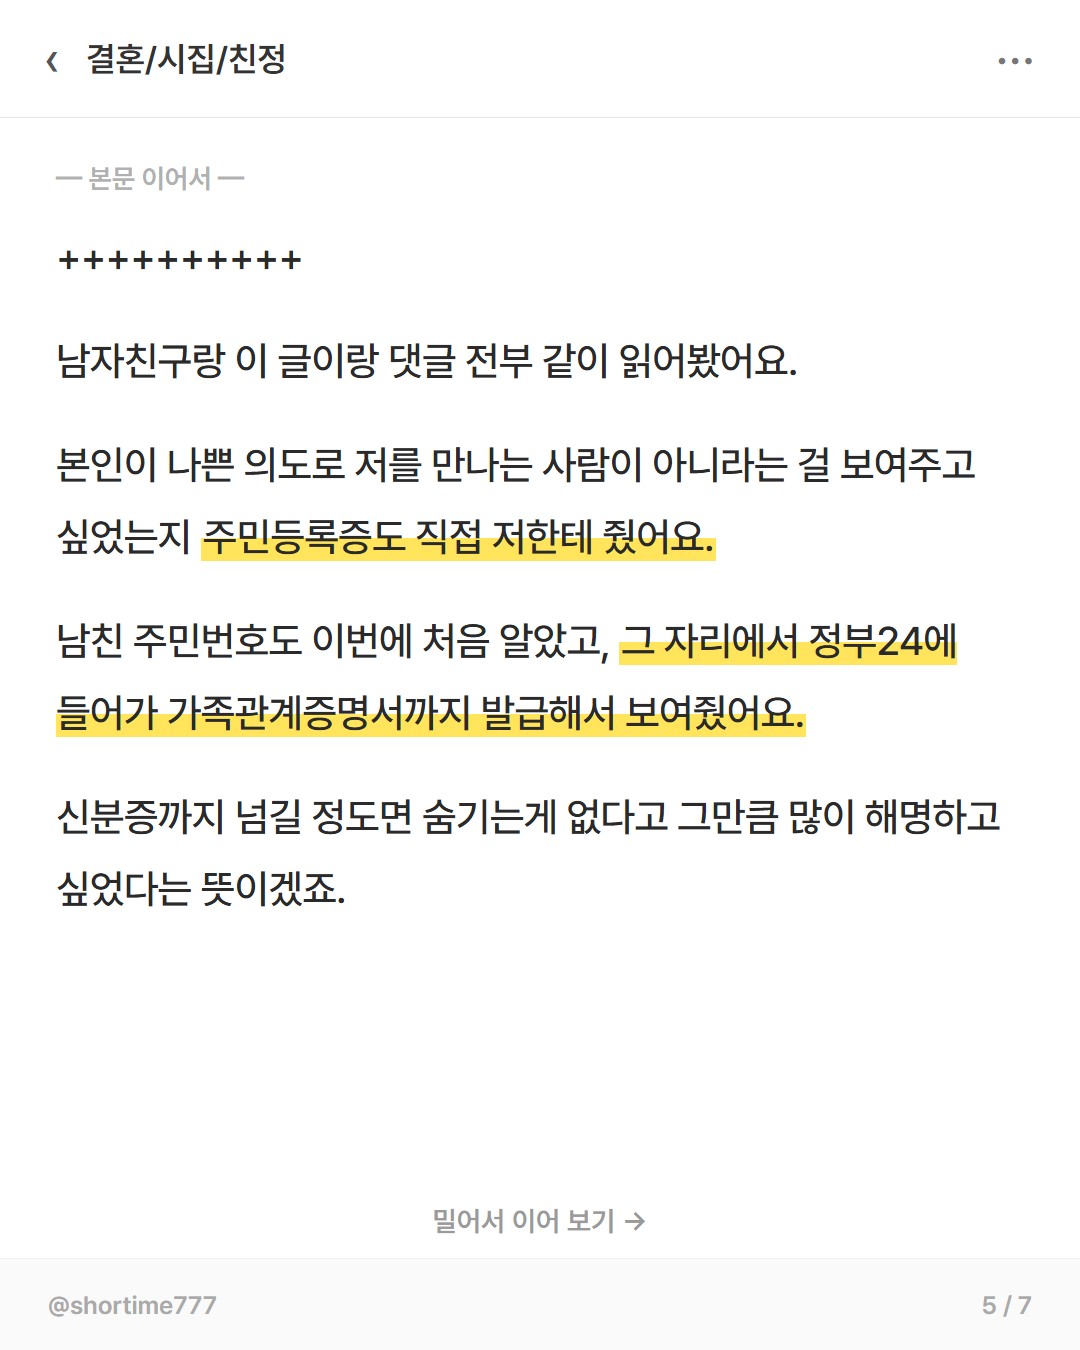 결혼/시집/친정
— 본문 이어서 —
++++++++++
남자친구랑 이 글이랑 댓글 전부 같이 읽어봤어요.
본인이 나쁜 의도로 저를 만나는 사람이 아니라는 걸 보여주고
싶었는지 주민등록증도 직접 저한테 줬어요.
남친 주민번호도 이번에 처음 알았고, 그 자리에서 정부24에
들어가 가족관계증명서까지 발급해서 보여줬어요.
신분증까지 넘길 정도면 숨기는게 없다고 그만큼 많이 해명하고
싶었다는 뜻이겠죠.
밀어서 이어 보기 →
@shortime777
5 / 7